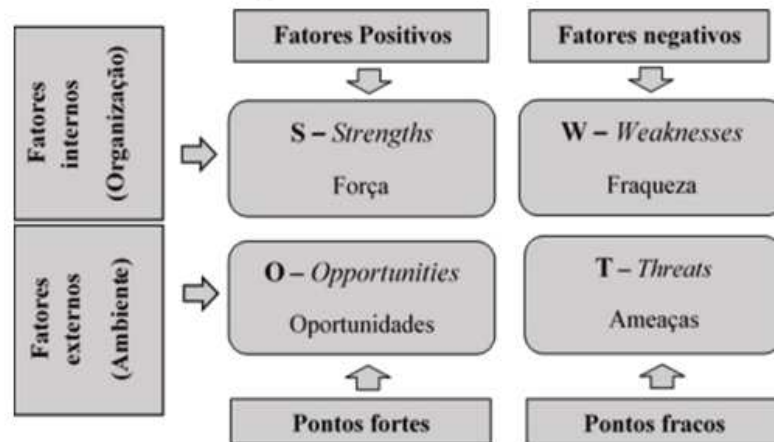 Fatores Positivos
Fatores negativos
Fatores
internos
(Organização)
S – Strengths
Força
W – Weaknesses
Fraqueza
Fatores
externos
(Ambiente)
O – Opportunities
Oportunidades
T – Threats
Ameaças
Pontos fortes
Pontos fracos